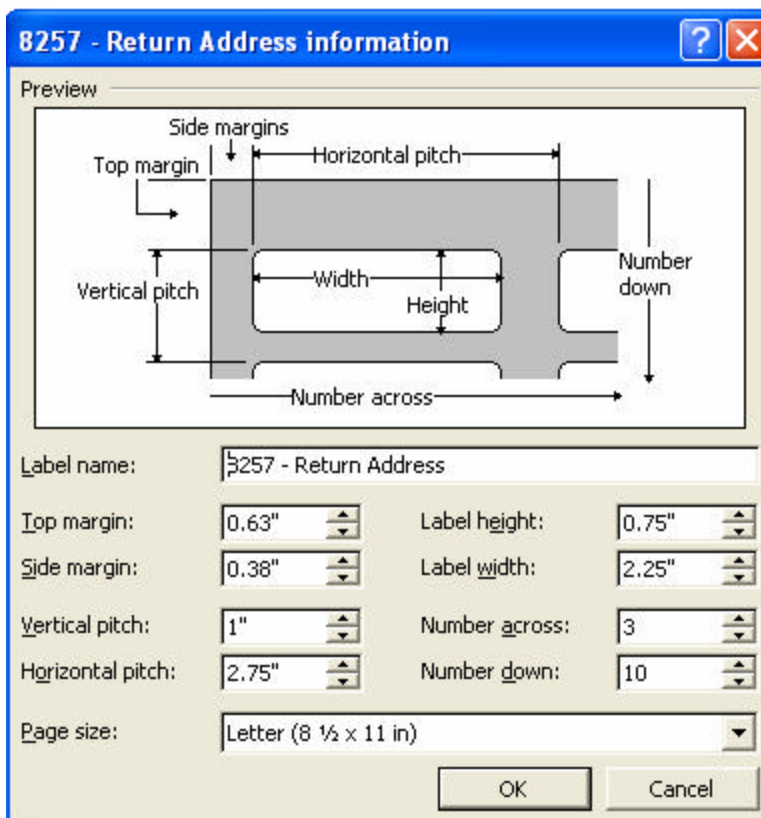 8257 - Return Address information
Preview
Side margins
Top margin
Horizontal pitch
Vertical pitch
Width
Height
Number
down
Number across
Label name: 8257 - Return Address
Top margin: 0.63" Label height: 0.75"
Side margin: 0.38" Label width: 2.25"
Vertical pitch: 1" Number across: 3
Horizontal pitch: 2.75" Number down: 10
Page size: Letter (8 ½ x 11 in)
OK Cancel